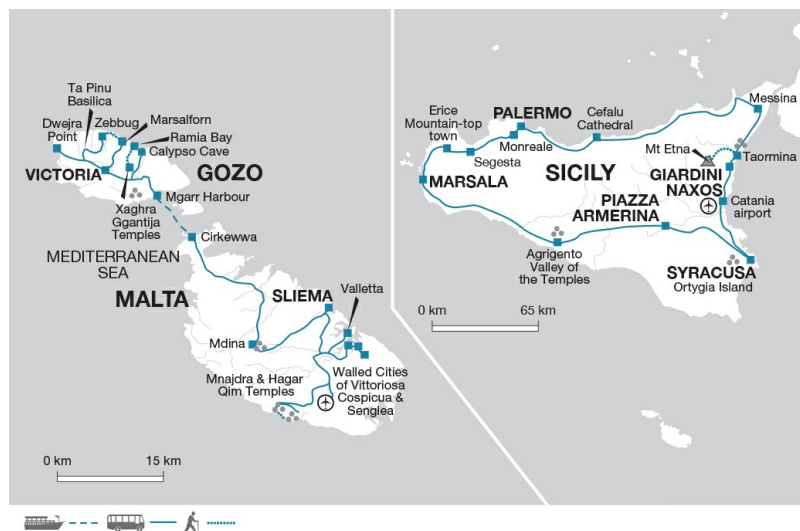 Ta Pinu
Basilica
Dwejra
Point
Zebbug
Marsalforn
Ramia Bay
Calypso Cave
VICTORIA
GOZO
Xaghra
Ggantija
Temples
Mgarr Harbour
Cirkewwa
MEDITERRANEAN
SEA
MALTA
SLIEMA
Valletta
Mdina
Mnajdra & Hagar
Qim Temples
Walled Cities
of Vittoriosa
Cospicua &
Senglea
0 km
15 km
Erice
Mountain-top
town
PALERMO
Monreale
Segesta
Cefalu
Cathedral
Messina
Mt Etna
Taormina
SICILY
GIARDINI
NAXOS
MARSALA
PIAZZA
ARMERINA
Catania
airport
Agrigento
Valley of
the Temples
SYRACUSA
Ortygia Island
0 km
65 km